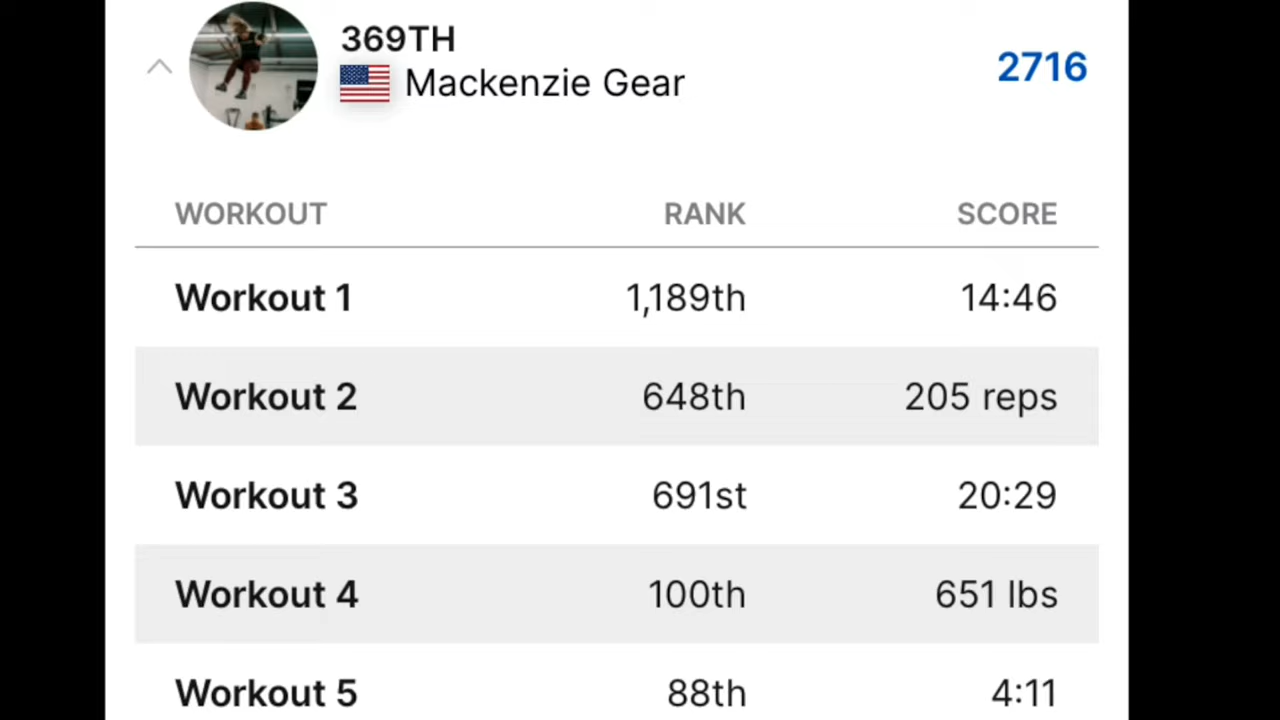 369TH
Mackenzie Gear
2716
WORKOUT RANK SCORE
Workout 1 1,189th 14:46
Workout 2 648th 205 reps
Workout 3 691st 20:29
Workout 4 100th 651 lbs
Workout 5 88th 4:11